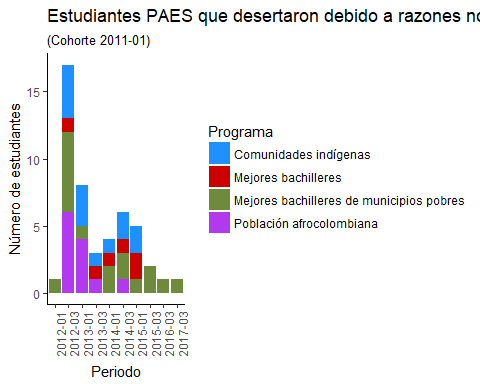 Estudiantes PAES que desertaron debido a razones no
(Cohorte 2011-01)
Número de estudiantes
15
10
5
0
2012-01
2012-03
2013-01
2013-03
2014-01
2014-03
2015-01
2015-03
2016-03
2017-03
Periodo
Programa
Comunidades indígenas
Mejores bachilleres
Mejores bachilleres de municipios pobres
Población afrocolombiana